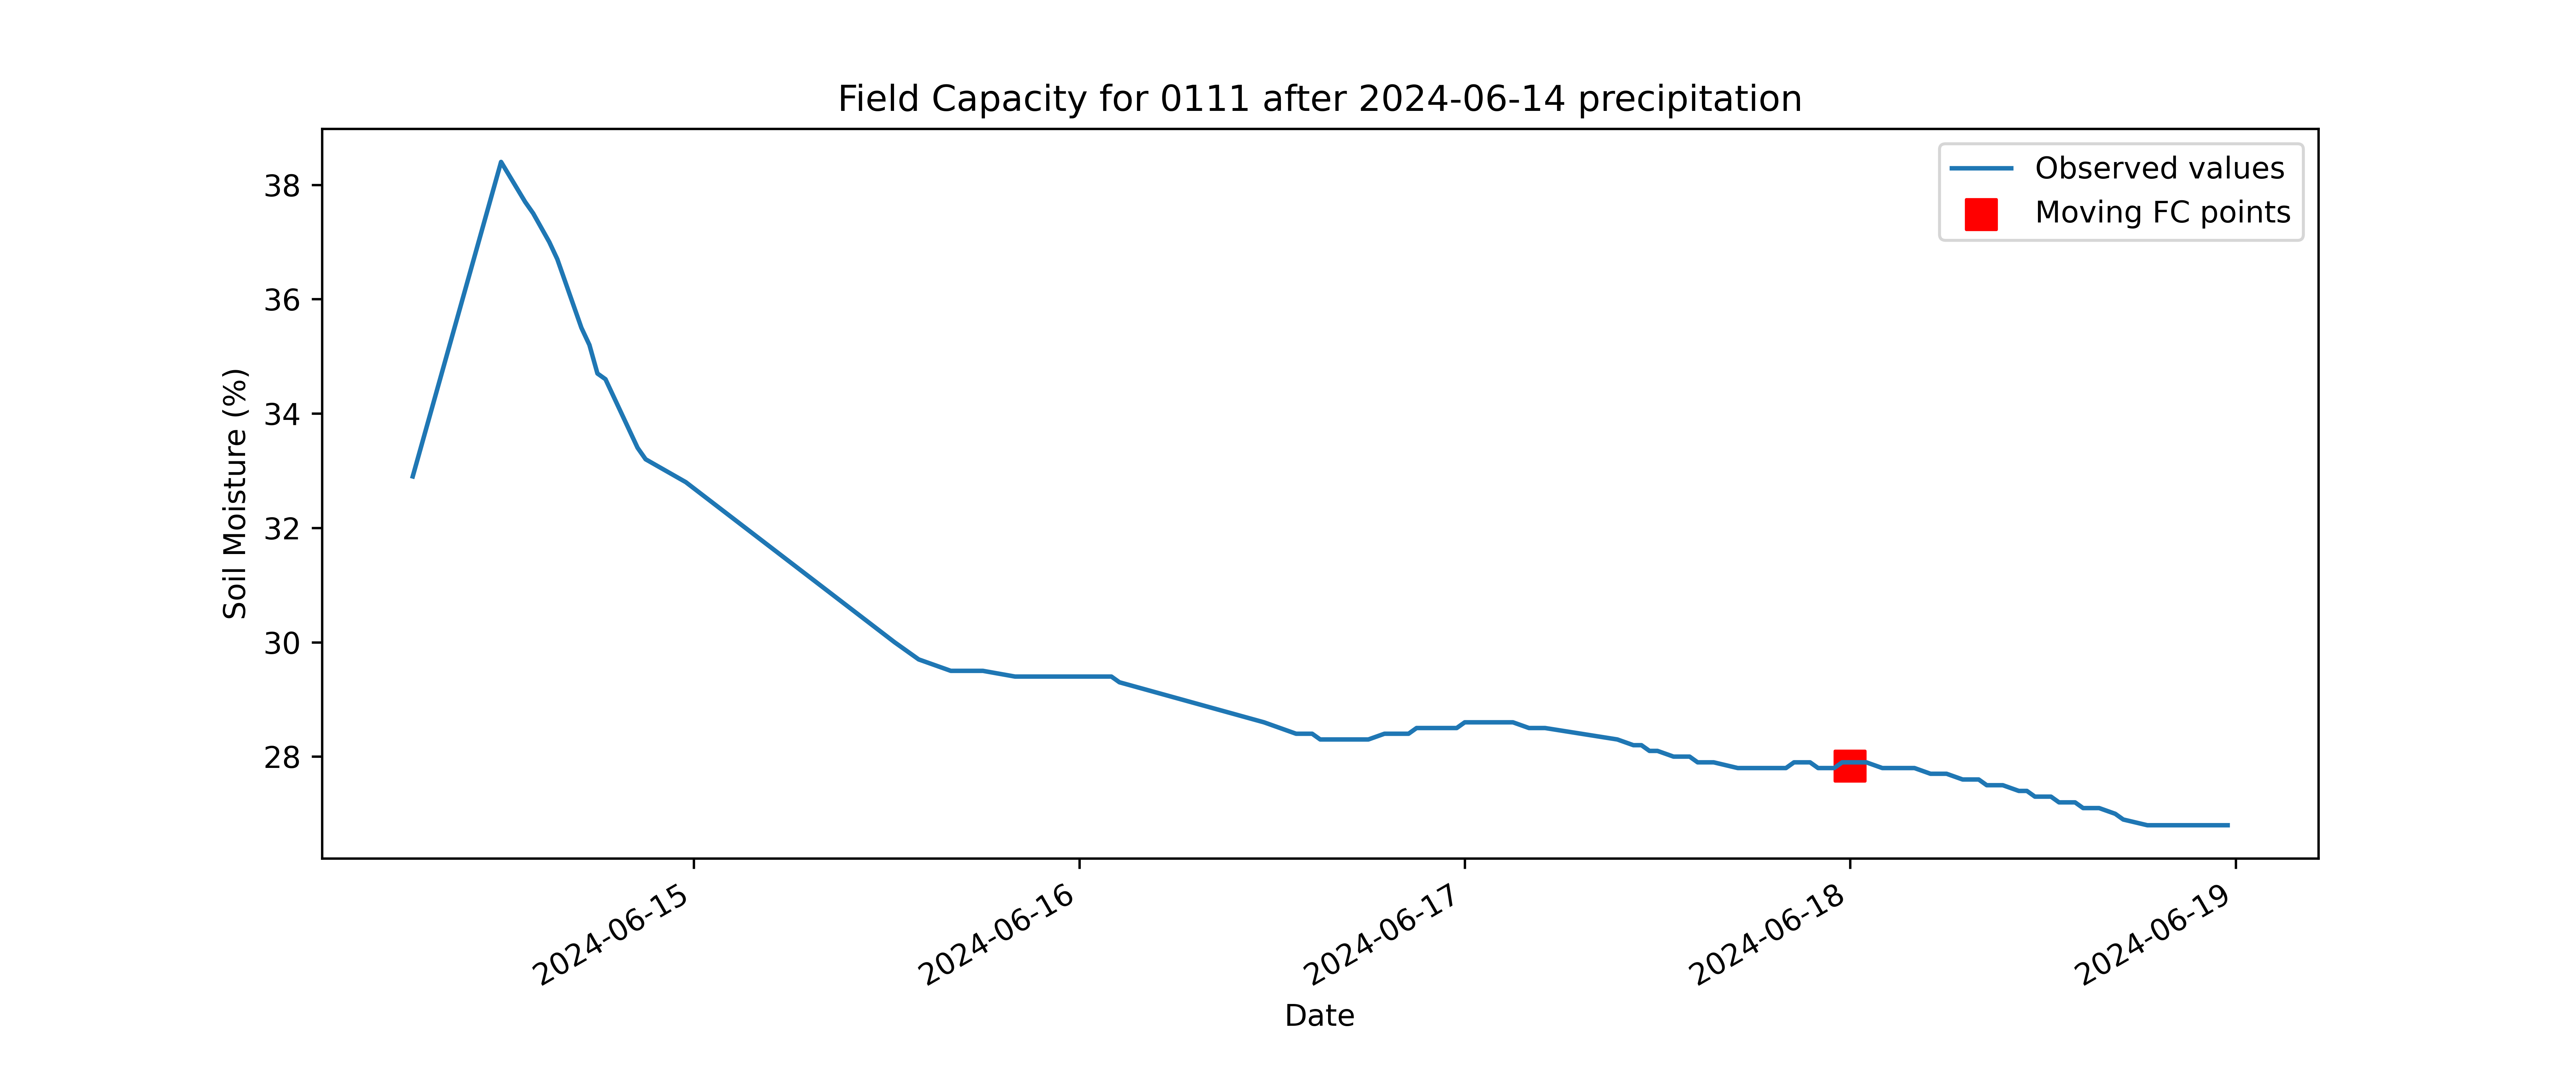 Field Capacity for 0111 after 2024-06-14 precipitation
Observed values
Moving FC points
Soil Moisture (%)
38
36
34
32
30
28
2024-06-15
2024-06-16
2024-06-17
2024-06-18
2024-06-19
Date